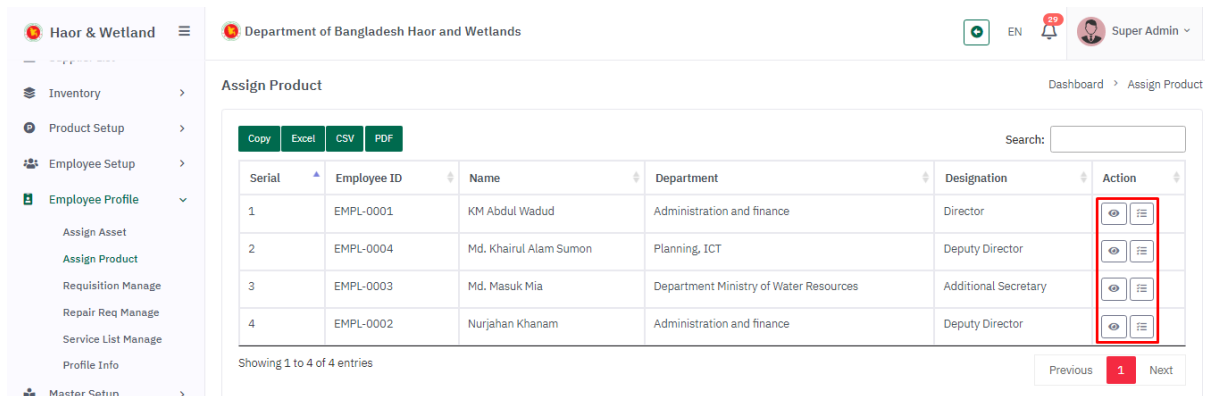 Haor & Wetland
Department of Bangladesh Haor and Wetlands
EN
29
Super Admin
Inventory
Product Setup
Employee Setup
Employee Profile
Assign Asset
Assign Product
Requisition Manage
Repair Req Manage
Service List Manage
Profile Info
Master Setup
Assign Product
Dashboard > Assign Product
Copy Excel CSV PDF
Search:
Serial Employee ID Name Department Designation Action
1 EMPL-0001 KM Abdul Wadud Administration and finance Director
2 EMPL-0004 Md. Khairul Alam Sumon Planning, ICT Deputy Director
3 EMPL-0003 Md. Masuk Mia Department Ministry of Water Resources Additional Secretary
4 EMPL-0002 Nurjahan Khanam Administration and finance Deputy Director
Showing 1 to 4 of 4 entries
Previous 1 Next